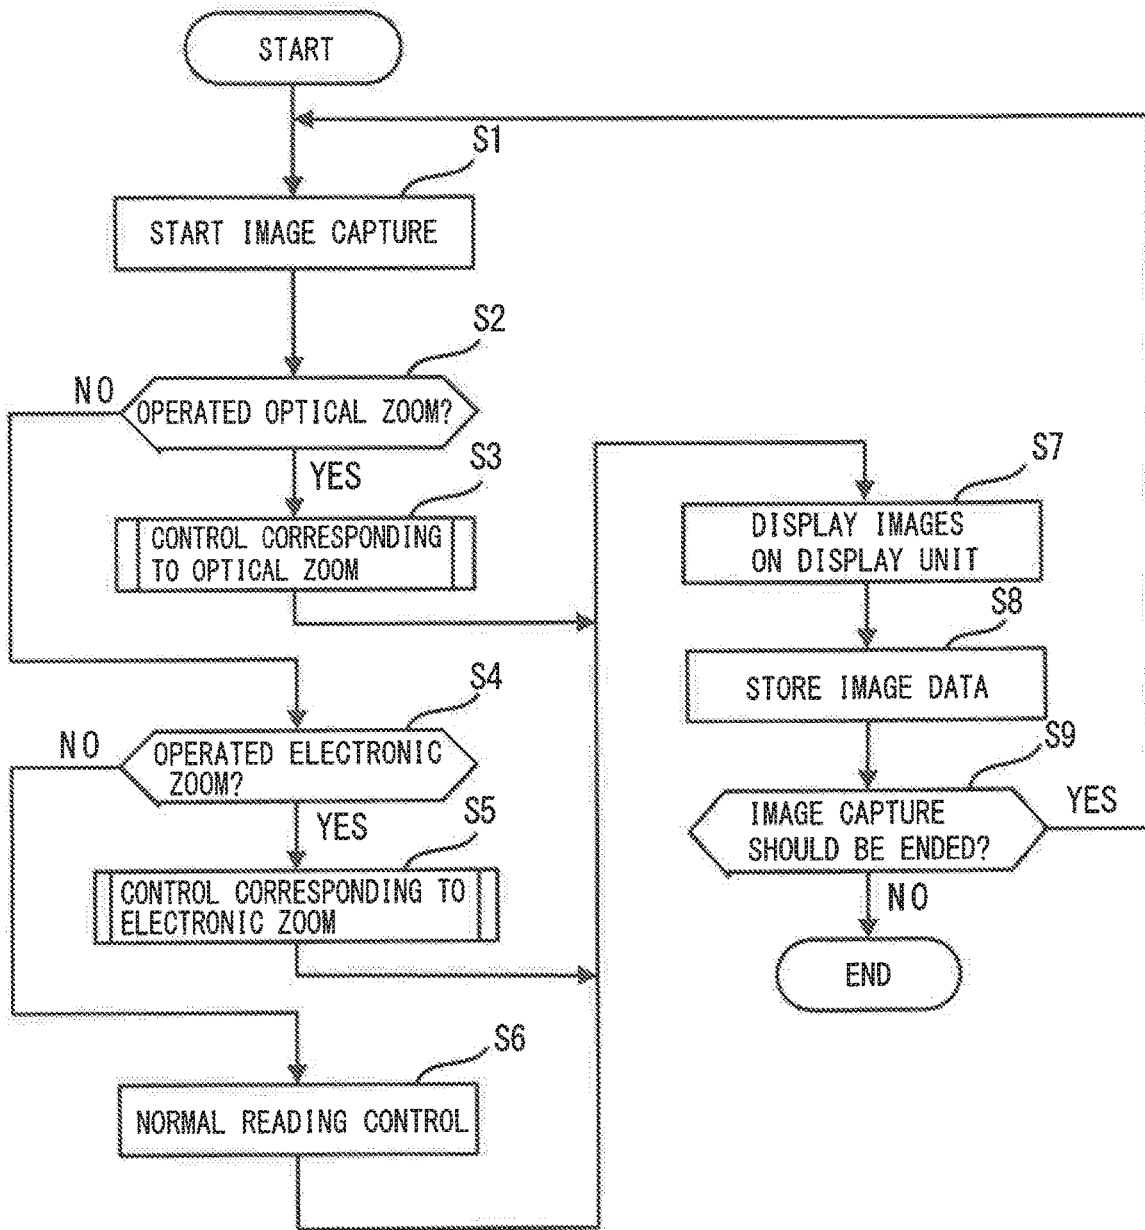 START
S1
START IMAGE CAPTURE
S2
NO
OPERATED OPTICAL ZOOM?
YES
S3
CONTROL CORRESPONDING
TO OPTICAL ZOOM
S4
NO
OPERATED ELECTRONIC
ZOOM?
YES
S5
CONTROL CORRESPONDING TO
ELECTRONIC ZOOM
S6
NORMAL READING CONTROL
S7
DISPLAY IMAGES
ON DISPLAY UNIT
S8
STORE IMAGE DATA
S9
IMAGE CAPTURE
SHOULD BE ENDED?
YES
NO
END